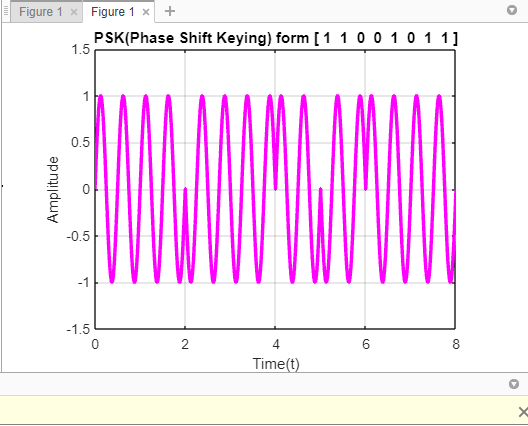 Figure 1 × Figure 1 × +
PSK(Phase Shift Keying) form [ 1 1 0 0 1 0 1 1 ]
1.5
1
0.5
0
-0.5
-1
-1.5
Amplitude
0 2 4 6 8
Time(t)